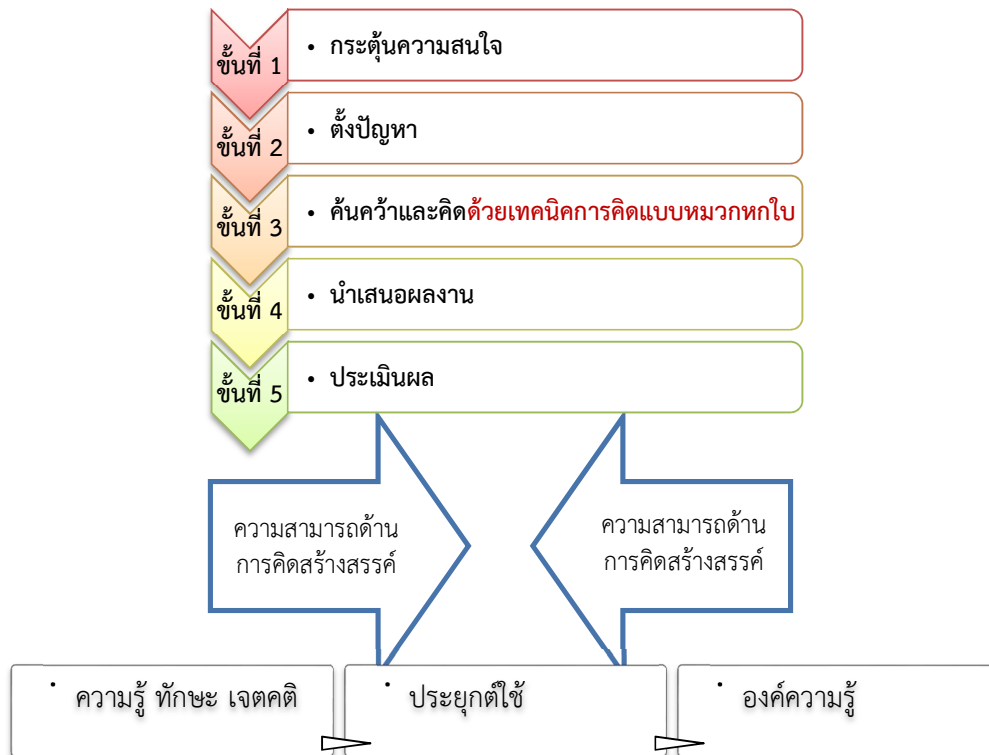 ขั้นที่ 1
• กระตุ้นความสนใจ
ขั้นที่ 2
• ตั้งปัญหา
ขั้นที่ 3
• ค้นคว้าและคิดด้วยเทคนิคการคิดแบบหมวกหกใบ
ขั้นที่ 4
• นำเสนอผลงาน
ขั้นที่ 5
• ประเมินผล
ความสามารถด้าน
การคิดสร้างสรรค์
ความสามารถด้าน
การคิดสร้างสรรค์
• ความรู้ ทักษะ เจตคติ
• ประยุกต์ใช้
• องค์ความรู้